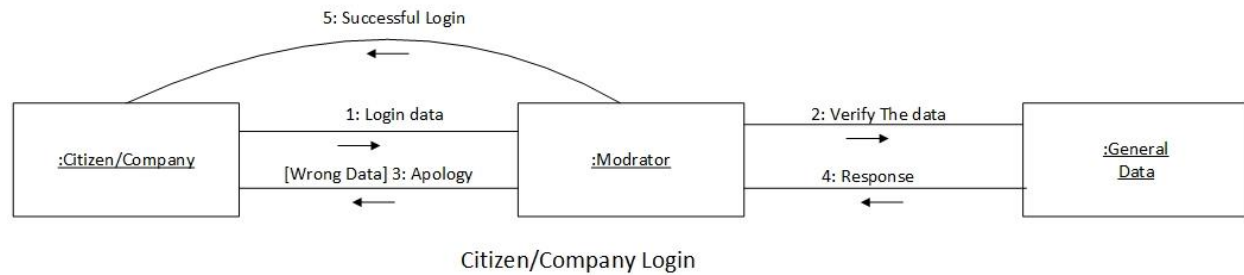 5: Successful Login
1: Login data
2: Verify The data
:Citizen/Company
:Modrator
:General
Data
[Wrong Data] 3: Apology
4: Response
Citizen/Company Login